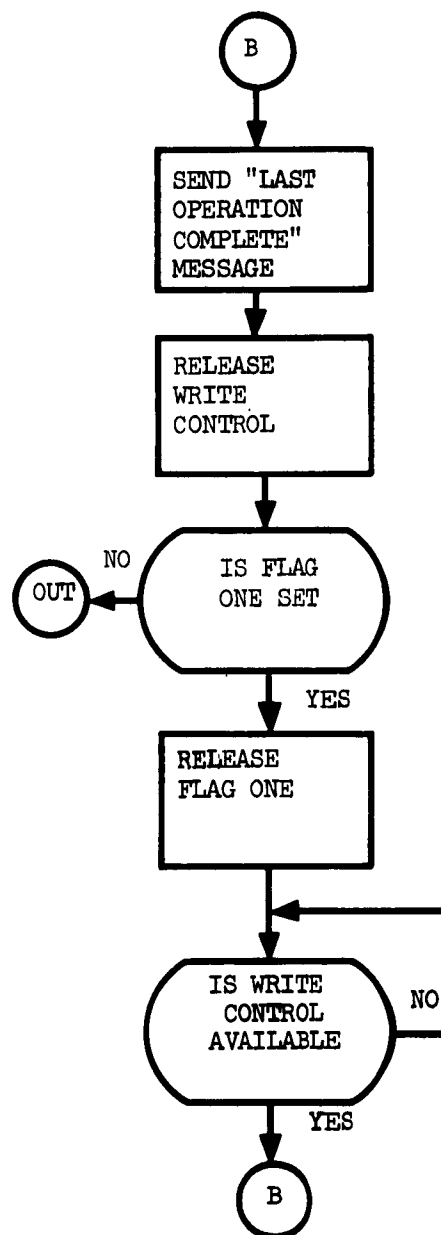 B
SEND "LAST
OPERATION
COMPLETE"
MESSAGE
RELEASE
WRITE
CONTROL
NO
IS FLAG
ONE SET
OUT
YES
RELEASE
FLAG ONE
IS WRITE
CONTROL
AVAILABLE
NO
YES
B